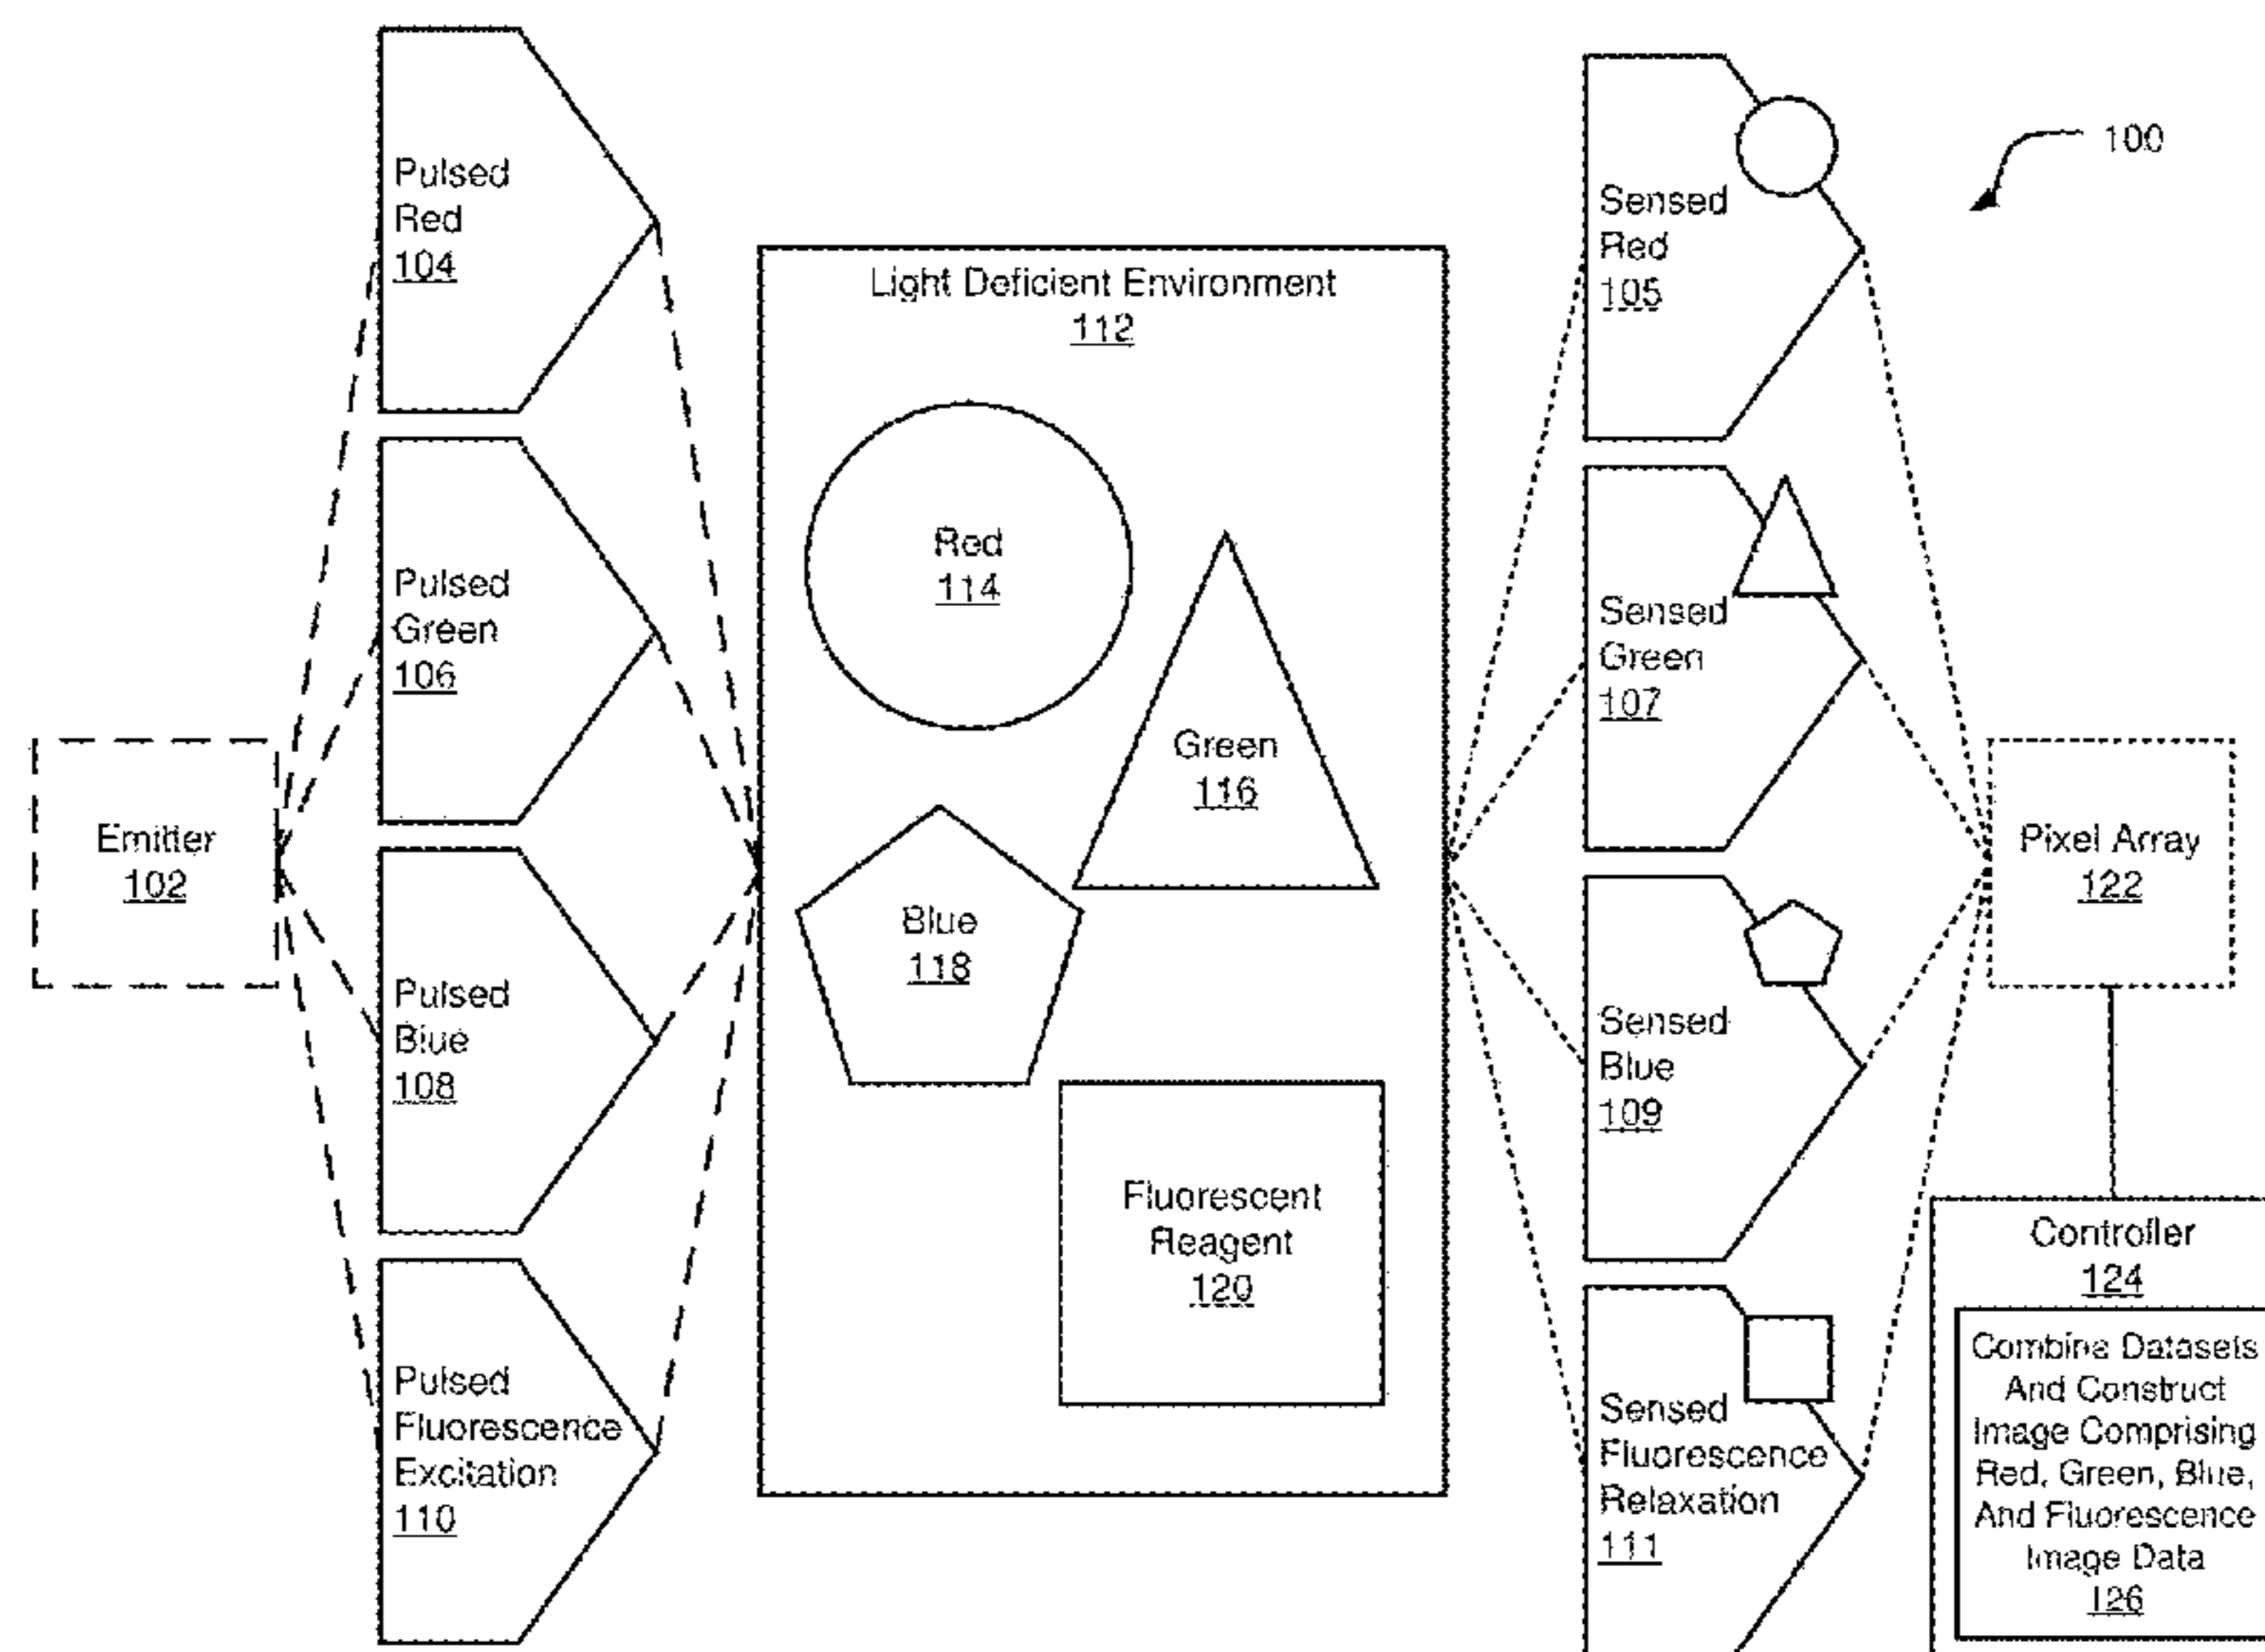 Pulsed
Red
104
Pulsed
Green
106
Emitter
102
Pulsed
Blue
108
Pulsed
Fluorescence
Excitation
110
Light Deficient Environment
112
Red
114
Green
116
Blue
118
Fluorescent
Reagent
120
Sensed
Red
105
Sensed
Green
107
Sensed
Blue
109
Sensed
Fluorescence
Relaxation
111
100
Pixel Array
122
Controller
124
Combine Datasets
And Construct
Image Comprising
Red, Green, Blue,
And Fluorescence
Image Data
126